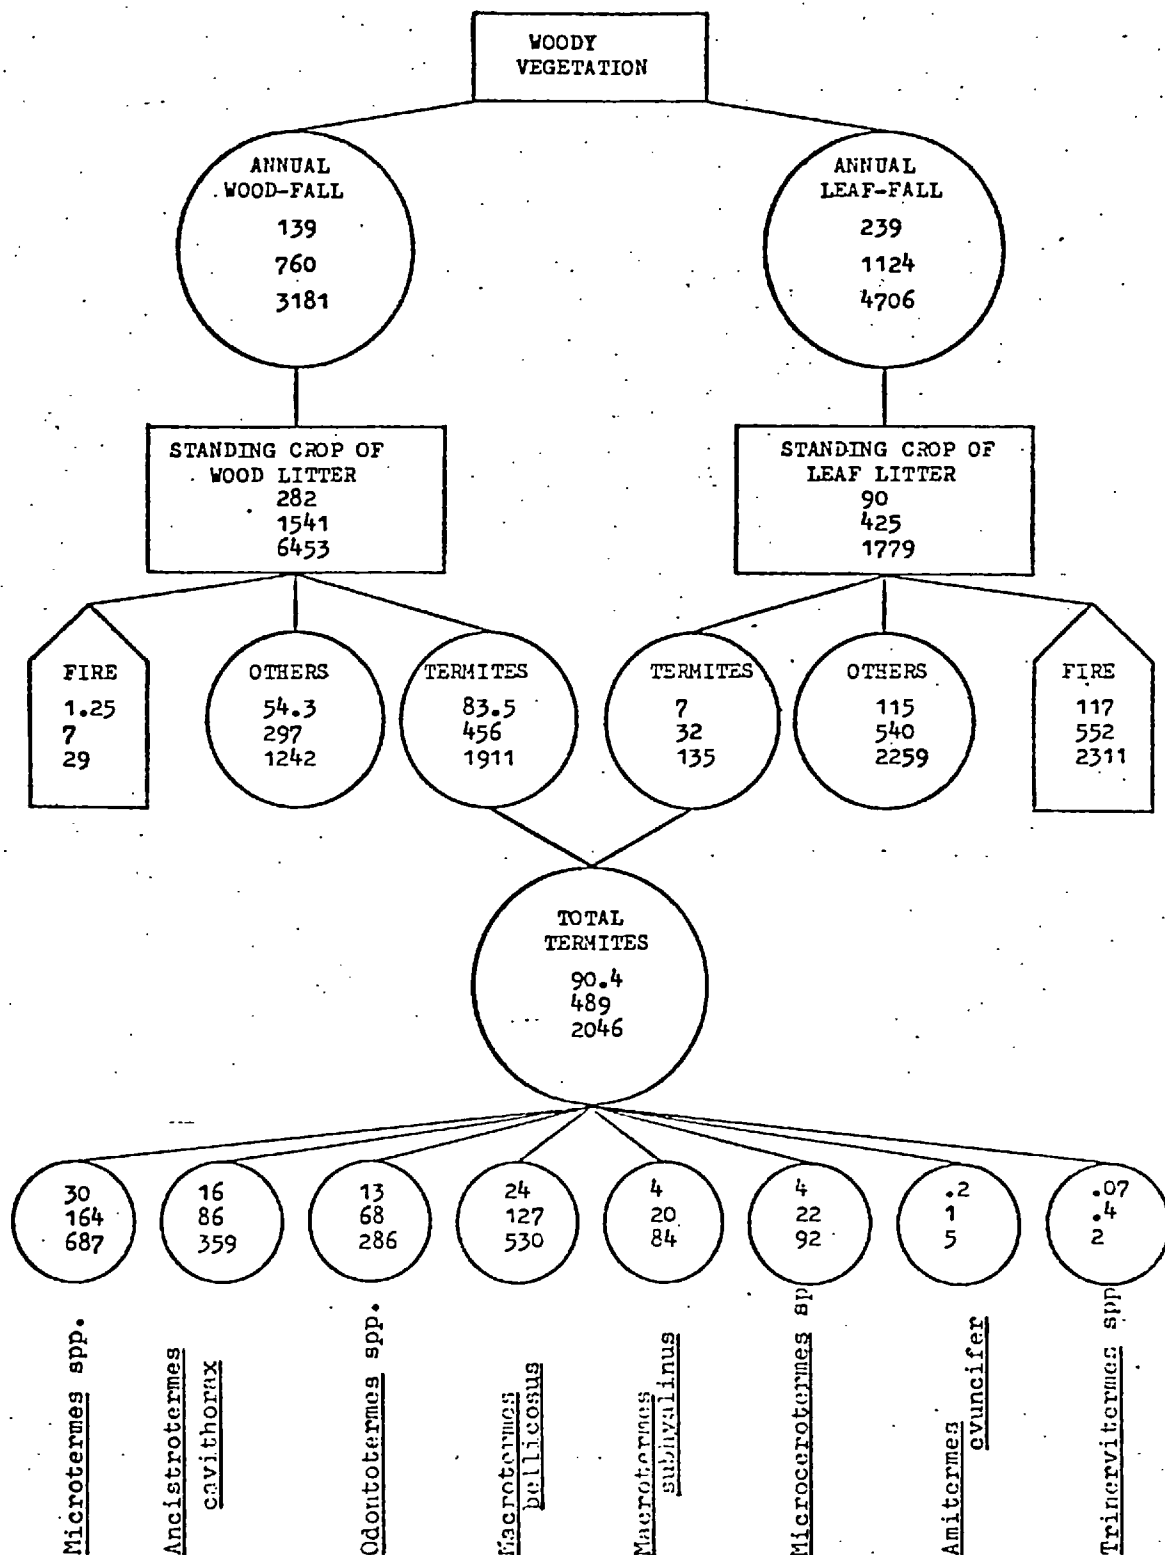 WOODY
VEGETATION
ANNUAL
WOOD-FALL
139
760
3181
ANNUAL
LEAF-FALL
239
1124
4706
STANDING CROP OF
WOOD LITTER
282
1541
6453
STANDING CROP OF
LEAF LITTER
90
425
1779
FIRE
1.25
7
29
OTHERS
54.3
297
1242
TERMITES
83.5
456
1911
TERMITES
7
32
135
OTHERS
115
540
2259
FIRE
117
552
2311
TOTAL
TERMITES
90.4
489
2046
30
164
687
16
86
359
13
68
286
24
127
530
4
20
84
4
22
92
.2
1
5
.07
.4
2
Microtermes spp.
Ancistrotermes
cavithorax
Odontotermes spp.
Macrotermes
bellicosus
Macrotermes
subhyalinus
Microcerotermes sp
Amitermes
evuncifer
Trinervitermes spp